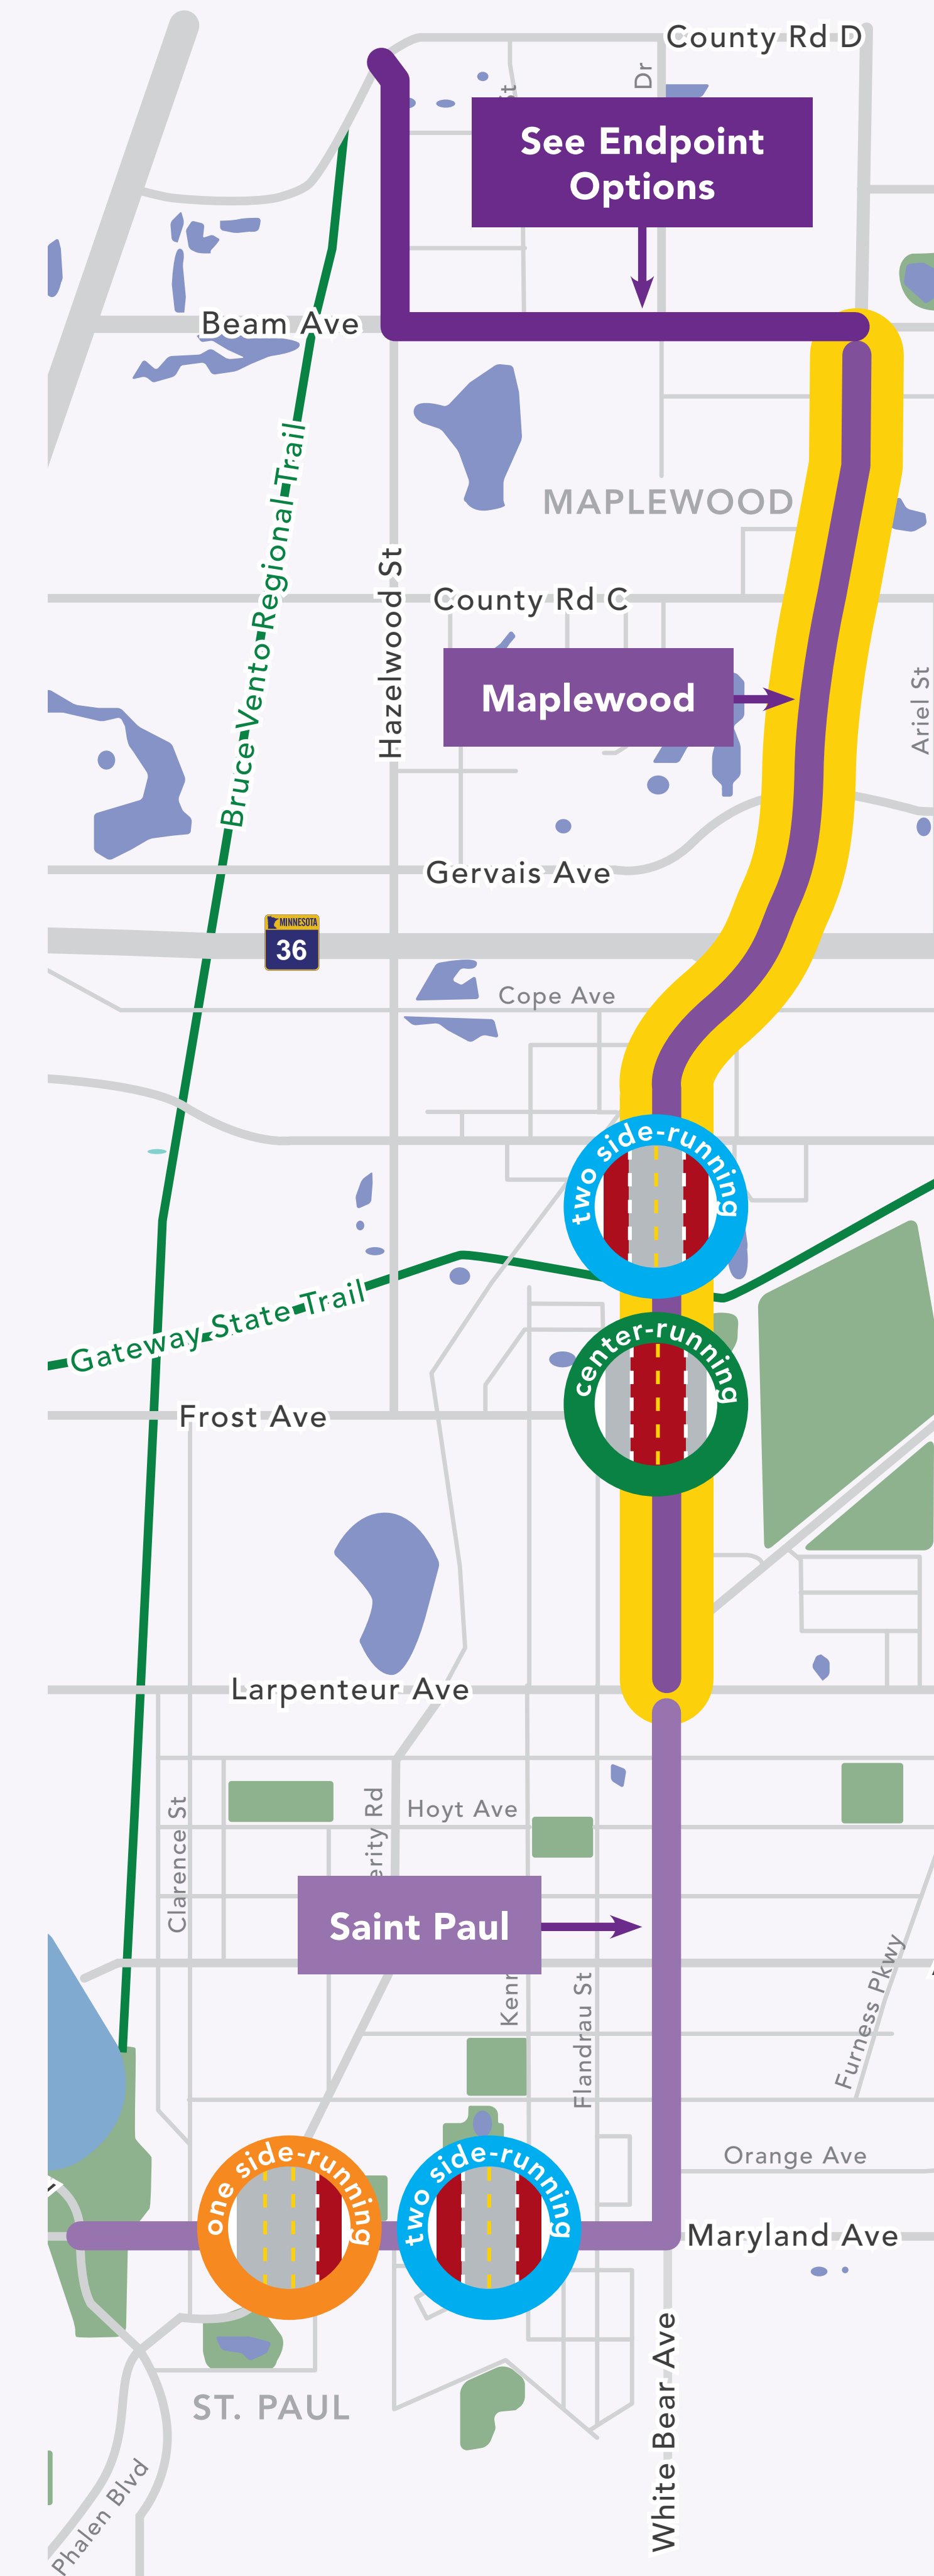 County Rd D
Dr
St
See Endpoint
Options
Beam Ave
Bruce Vento Regional Trail
MAPLEWOOD
Hazelwood St
County Rd C
Maplewood
Ariel St
Gervais Ave
MINNESOTA
36
Cope Ave
two side-running
Gateway State Trail
center-running
Frost Ave
Larpenteur Ave
Clarence St
erity Rd
Hoyt Ave
Saint Paul
Kenn
Flandrau St
Furness Pkwy
one side-running
two side-running
Orange Ave
Maryland Ave
White Bear Ave
ST. PAUL
Phalen Blvd